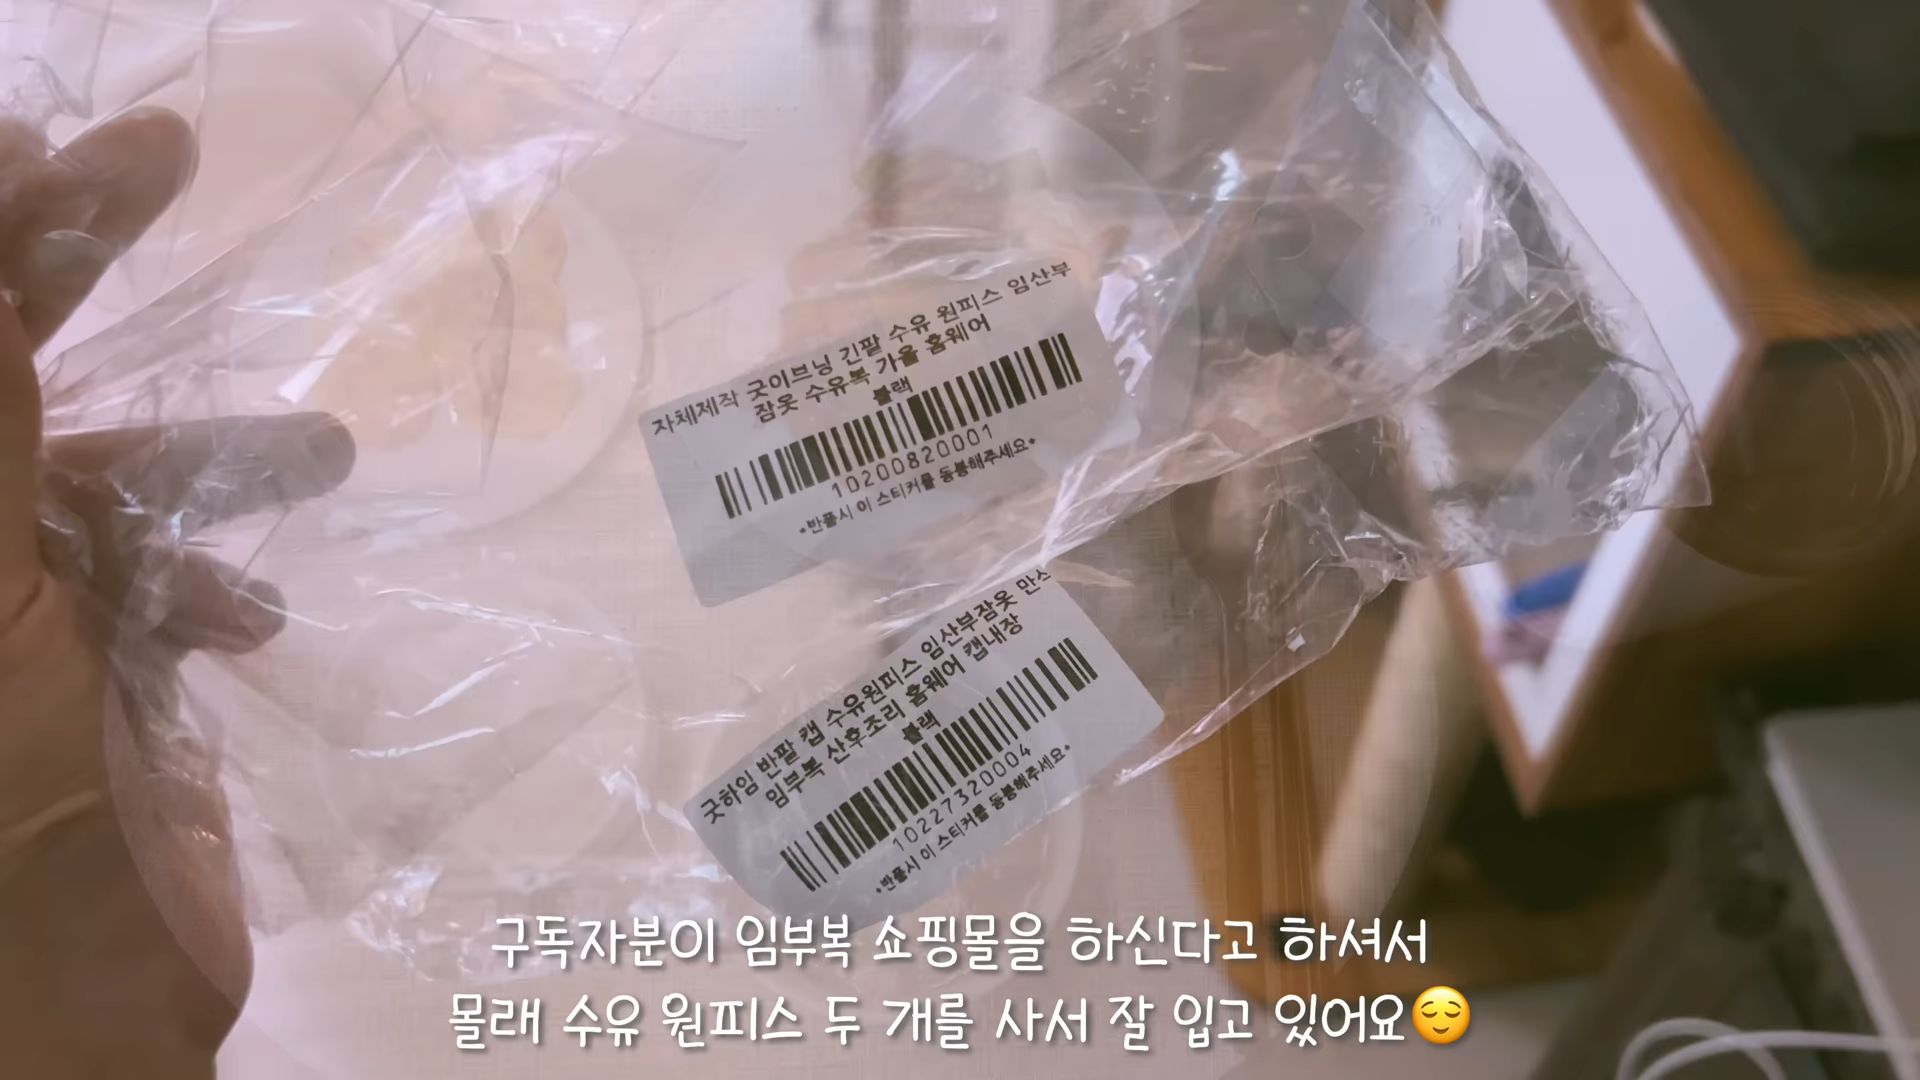 자체제작 굿이브닝 긴팔 수유 원피스 임산부
잠옷 수유복 가을 홈웨어
블랙
10200820001
*반품시 이 스티커를 동봉해주세요*
굿하임 반팔 캡 수유원피스 임산부잠옷 만스
임부복 산후조리 홈웨어 캡내장
블랙
10227320004
*반품시 이 스티커를 동봉해주세요*
구독자분이 임부복 쇼핑몰을 하신다고 하셔서
몰래 수유 원피스 두 개를 사서 잘 입고 있어요😌